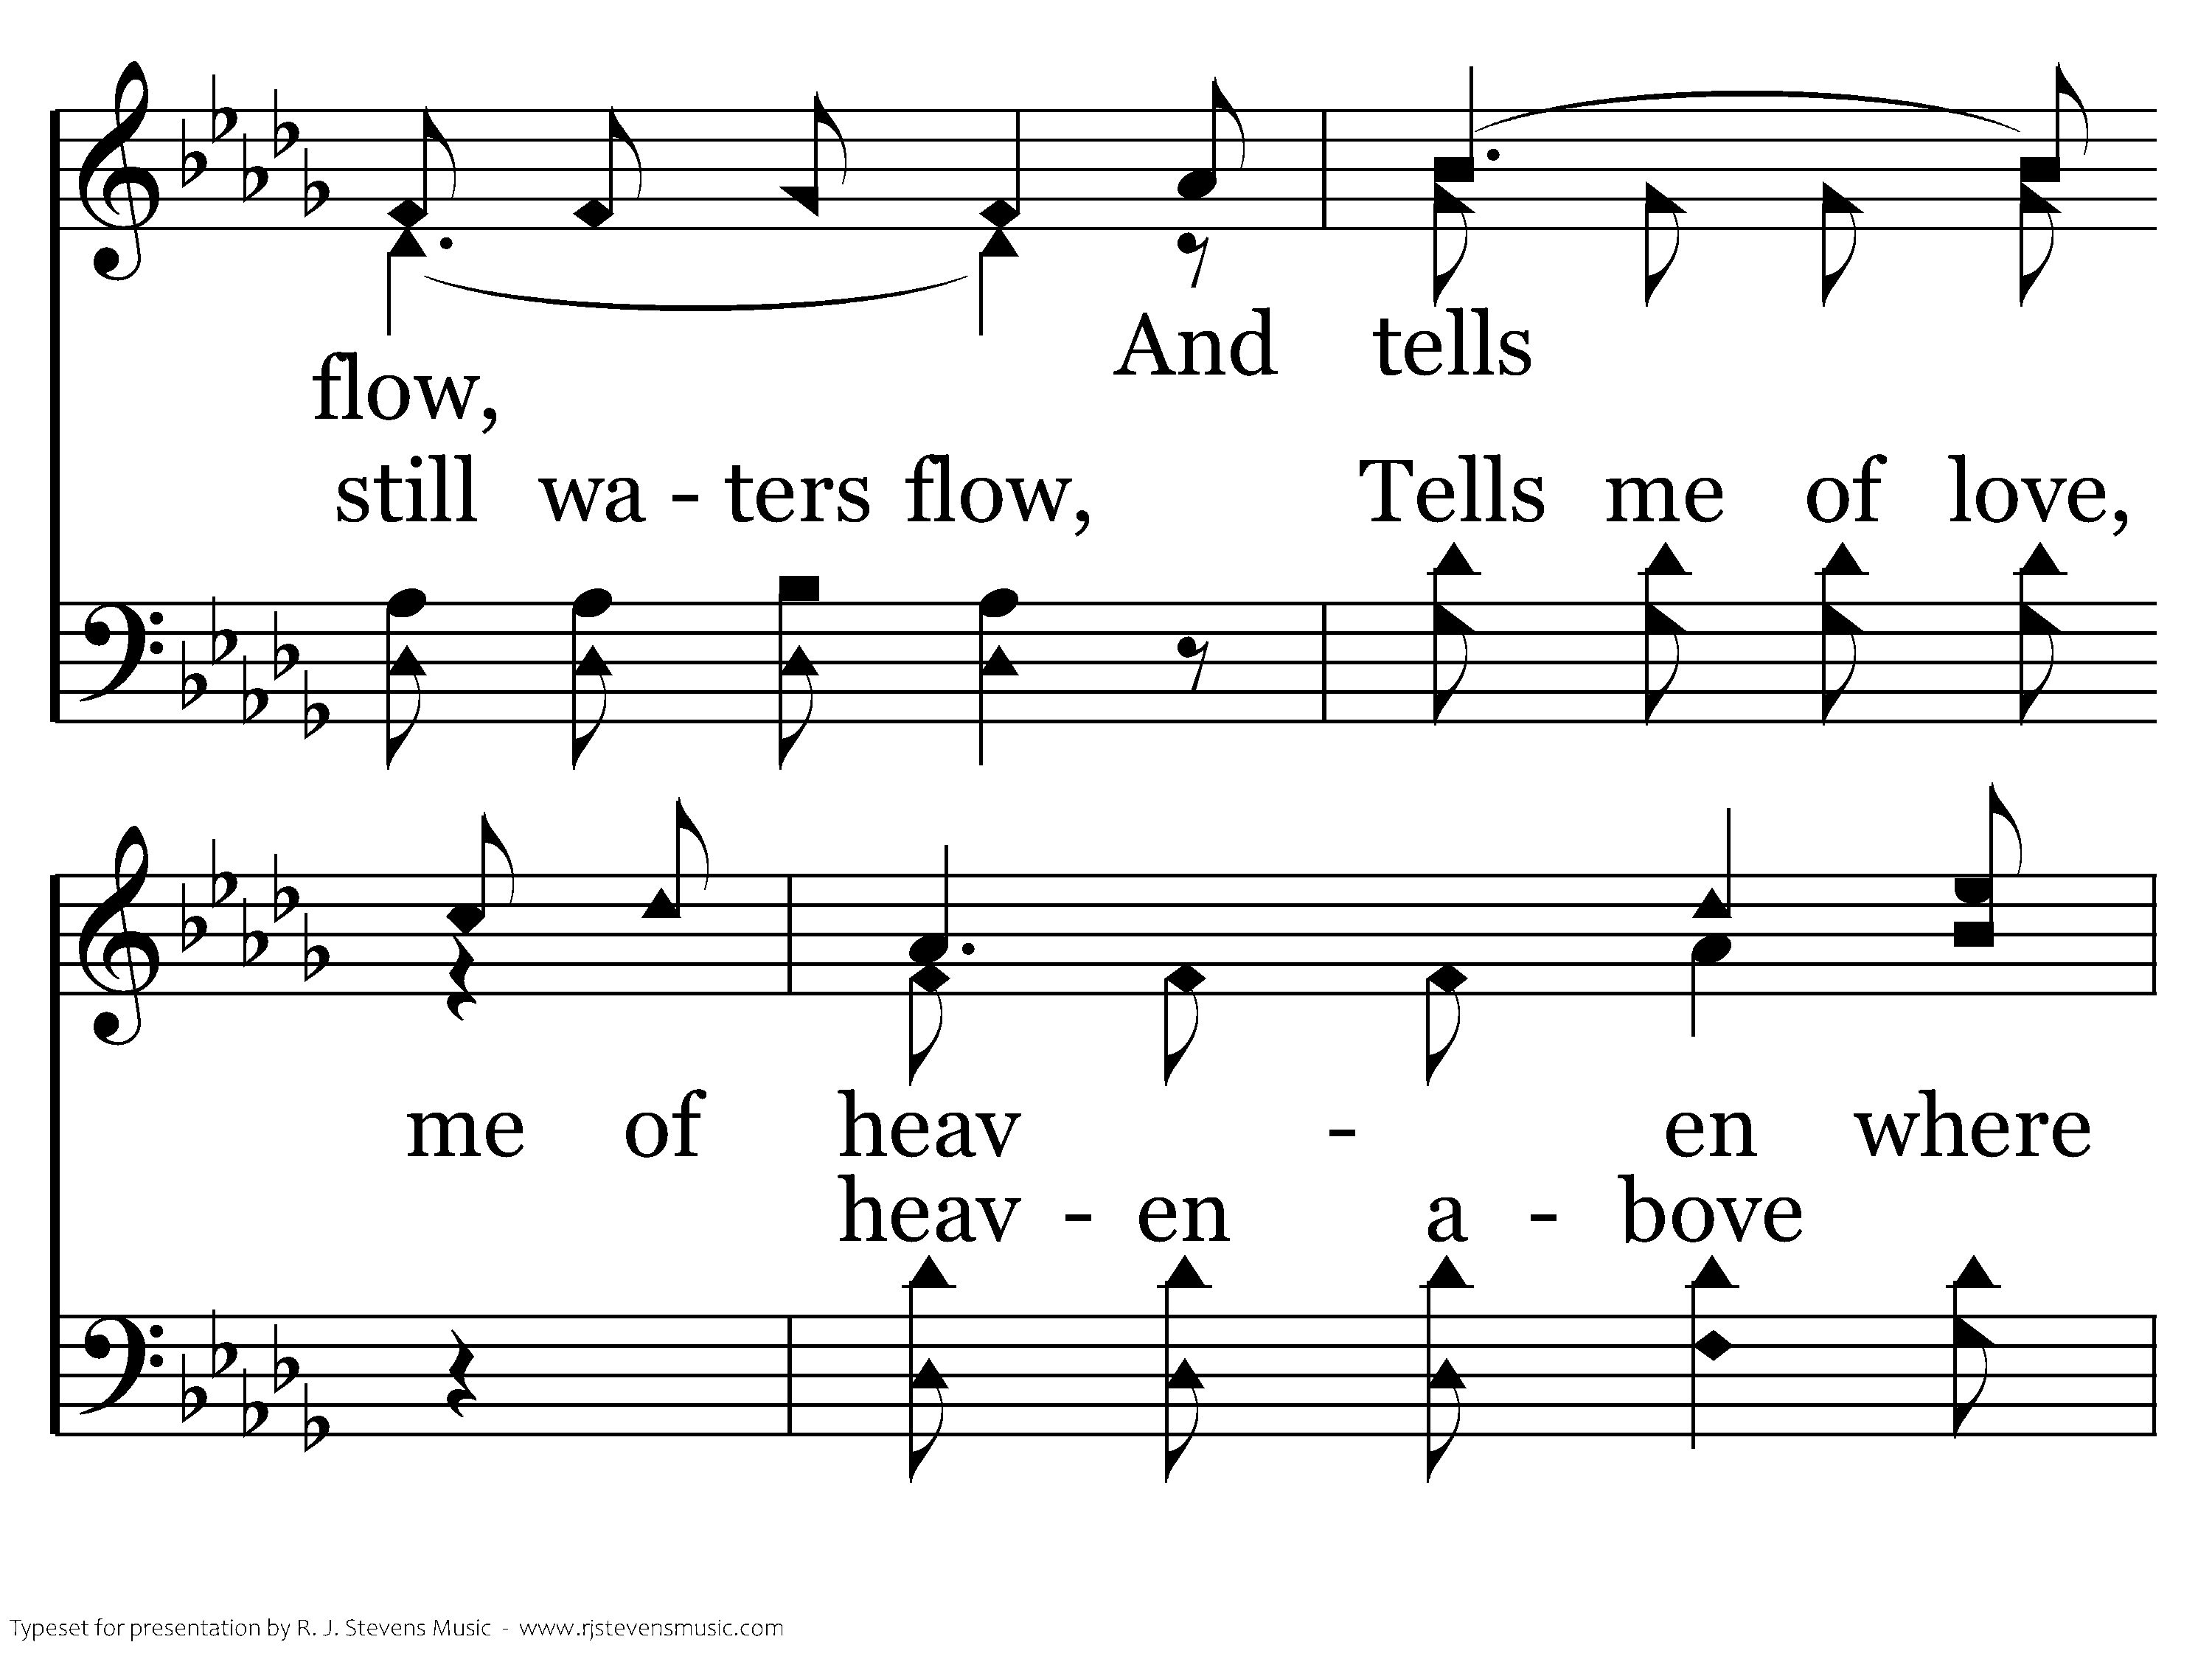 And tells
flow,
still wa - ters flow, Tells me of love,
me of heav - en where
heav - en a - bove
Typeset for presentation by R. J. Stevens Music - www.rjstevensmusic.com